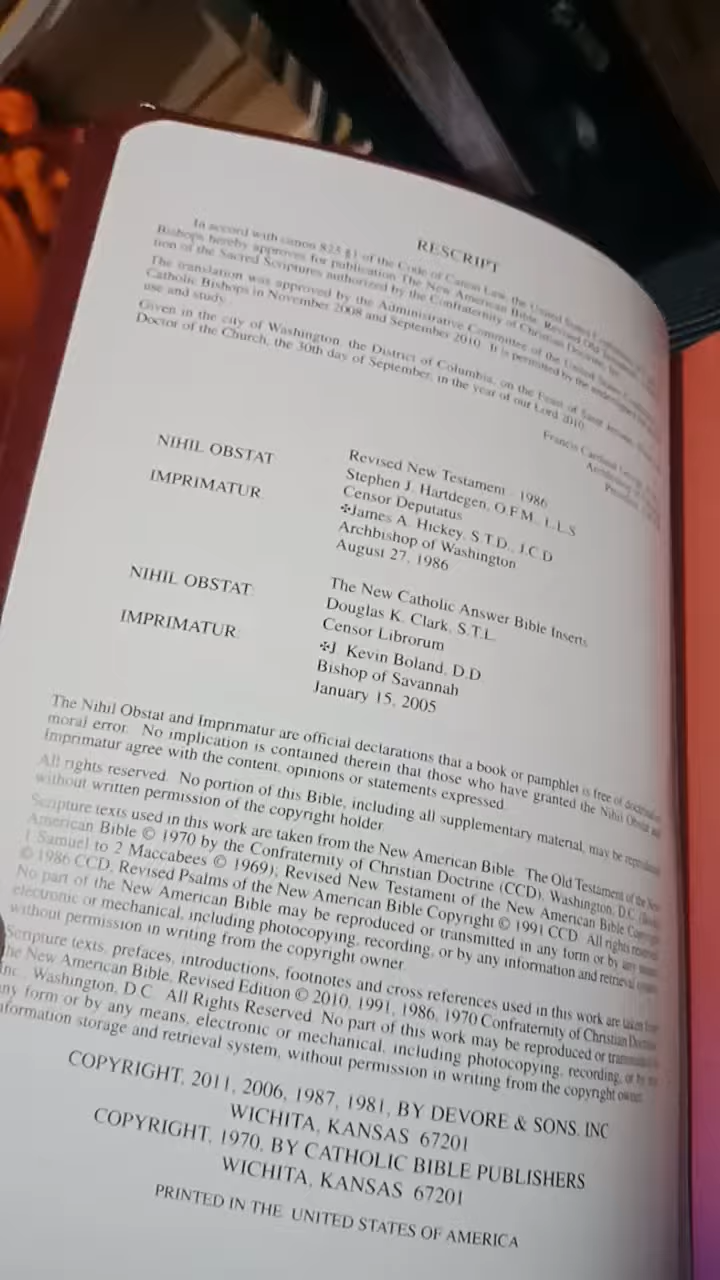 RESCRIPT
In accord with canon 825 §1 of the Code of Canon Law, the United States
Bishops hereby approves for publication The New American Bible, Revised Old
tion of the Sacred Scriptures authorized by the Confraternity of Christian Doctrine,
The translation was approved by the Administrative Committee of the United States
Catholic Bishops in November 2008 and September 2010. It is permitted by the undersigned
use and study.
Given in the city of Washington, the District of Columbia, on the Feast of Saint
Doctor of the Church, the 30th day of September, in the year of our Lord 2010.
Francis Cardinal
NIHIL OBSTAT
Revised New Testament 1986
Stephen J. Hartdegen, O.F.M., L.L.S
Censor Deputatus
IMPRIMATUR
✠James A. Hickey, S.T.D., J.C.D
Archbishop of Washington
August 27, 1986
NIHIL OBSTAT:
The New Catholic Answer Bible Inserts
Douglas K. Clark, S.T.L.
Censor Librorum
IMPRIMATUR:
✠J. Kevin Boland, D.D
Bishop of Savannah
January 15, 2005
The Nihil Obstat and Imprimatur are official declarations that a book or pamphlet is free of
moral error. No implication is contained therein that those who have granted the Nihil Obstat and
Imprimatur agree with the content, opinions or statements expressed.
All rights reserved. No portion of this Bible, including all supplementary material, may be
without written permission of the copyright holder.
Scripture texts used in this work are taken from the New American Bible. The Old Testament of the New
American Bible © 1970 by the Confraternity of Christian Doctrine (CCD), Washington, D.C.
1 Samuel to 2 Maccabees © 1969); Revised New Testament of the New American Bible
© 1986 CCD, Revised Psalms of the New American Bible Copyright © 1991 CCD. All rights
No part of the New American Bible may be reproduced or transmitted in any form or by any
electronic or mechanical, including photocopying, recording, or by any information and retrieval
without permission in writing from the copyright owner.
Scripture texts, prefaces, introductions, footnotes and cross references used in this work are taken
the New American Bible, Revised Edition © 2010, 1991, 1986, 1970 Confraternity of Christian
Inc., Washington, D.C. All Rights Reserved. No part of this work may be reproduced or
any form or by any means, electronic or mechanical, including photocopying, recording, or by
nformation storage and retrieval system, without permission in writing from the copyright owner.
COPYRIGHT, 2011, 2006, 1987, 1981, BY DEVORE & SONS, INC
WICHITA, KANSAS 67201
COPYRIGHT, 1970, BY CATHOLIC BIBLE PUBLISHERS
WICHITA, KANSAS 67201
PRINTED IN THE UNITED STATES OF AMERICA